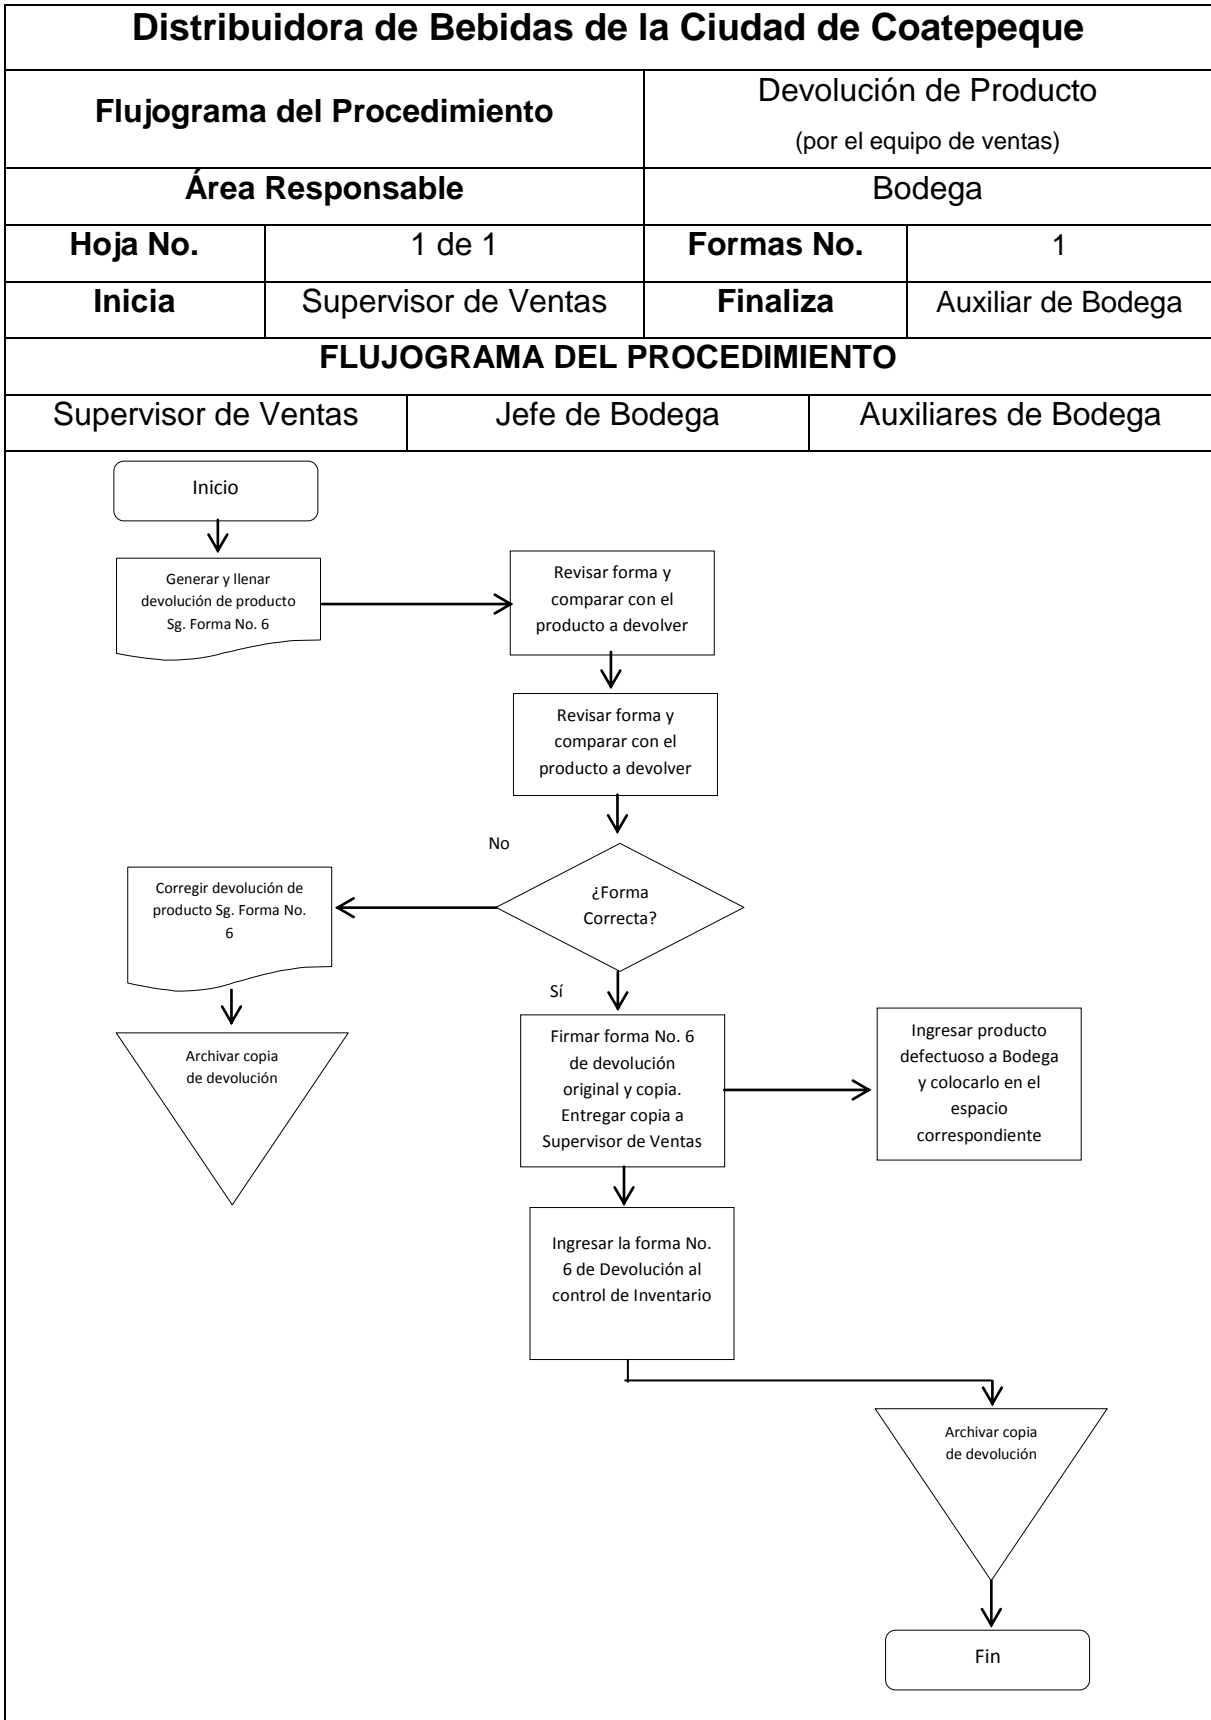 Distribuidora de Bebidas de la Ciudad de Coatepeque
Flujograma del Procedimiento
Devolución de Producto
(por el equipo de ventas)
Área Responsable
Bodega
Hoja No.
1 de 1
Formas No.
1
Inicia
Supervisor de Ventas
Finaliza
Auxiliar de Bodega
FLUJOGRAMA DEL PROCEDIMIENTO
Supervisor de Ventas
Jefe de Bodega
Auxiliares de Bodega
Inicio
Generar y llenar
devolución de producto
Sg. Forma No. 6
Revisar forma y
comparar con el
producto a devolver
Revisar forma y
comparar con el
producto a devolver
No
¿Forma
Correcta?
Corregir devolución de
producto Sg. Forma No.
6
Archivar copia
de devolución
Sí
Firmar forma No. 6
de devolución
original y copia.
Entregar copia a
Supervisor de Ventas
Ingresar producto
defectuoso a Bodega
y colocarlo en el
espacio
correspondiente
Ingresar la forma No.
6 de Devolución al
control de Inventario
Archivar copia
de devolución
Fin